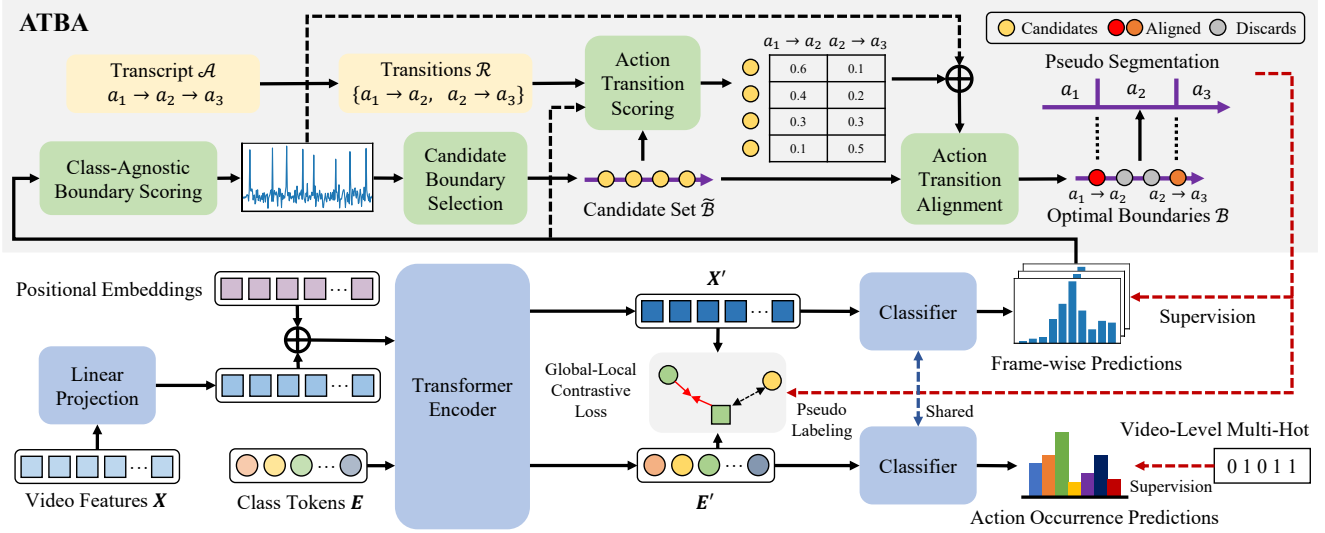 ATBA
Candidates
Aligned
Discards
Transcript 𝒜
a₁ → a₂ → a₃
Transitions ℛ
{a₁ → a₂, a₂ → a₃}
Action
Transition
Scoring
a₁ → a₂ a₂ → a₃
0.6 0.1
0.4 0.2
0.3 0.3
0.1 0.5
Pseudo Segmentation
a₁ a₂ a₃
Class-Agnostic
Boundary Scoring
Candidate
Boundary
Selection
Candidate Set ℬ̃
Action
Transition
Alignment
a₁ → a₂ a₂ → a₃
Optimal Boundaries ℬ
Positional Embeddings
Linear
Projection
Video Features X
Class Tokens E
Transformer
Encoder
X′
Global-Local
Contrastive
Loss
Pseudo
Labeling
E′
Classifier
Shared
Classifier
Frame-wise Predictions
Supervision
Video-Level Multi-Hot
0 1 0 1 1
Supervision
Action Occurrence Predictions